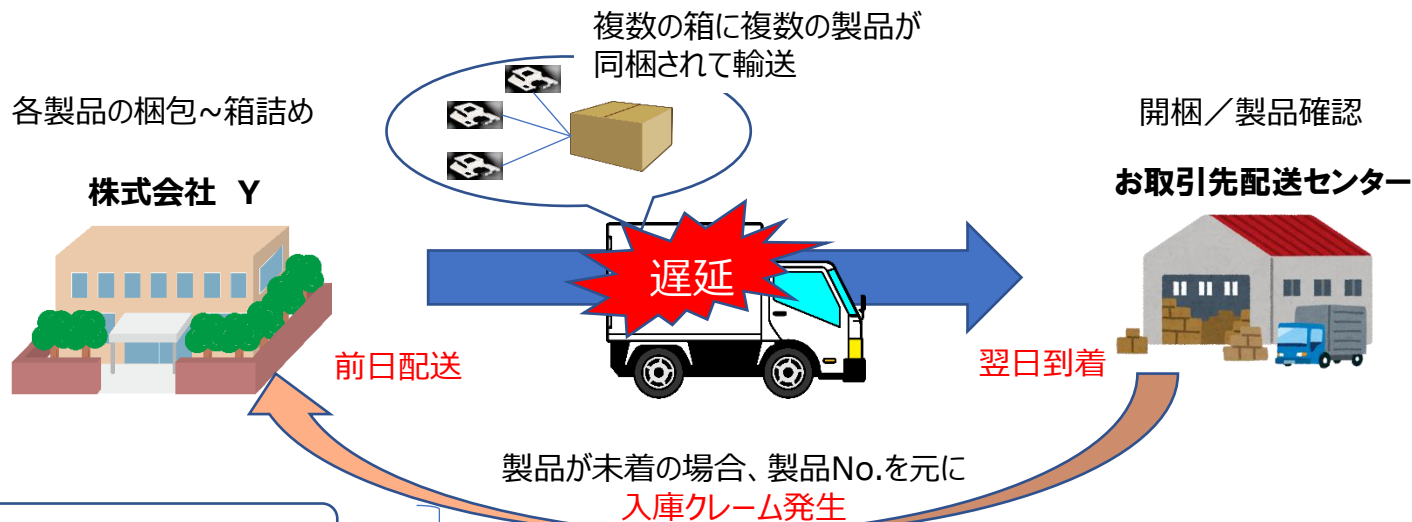 複数の箱に複数の製品が
同梱されて輸送
各製品の梱包~箱詰め
開梱／製品確認
株式会社 Y
お取引先配送センター
遅延
前日配送
翌日到着
製品が未着の場合、製品No.を元に
入庫クレーム発生